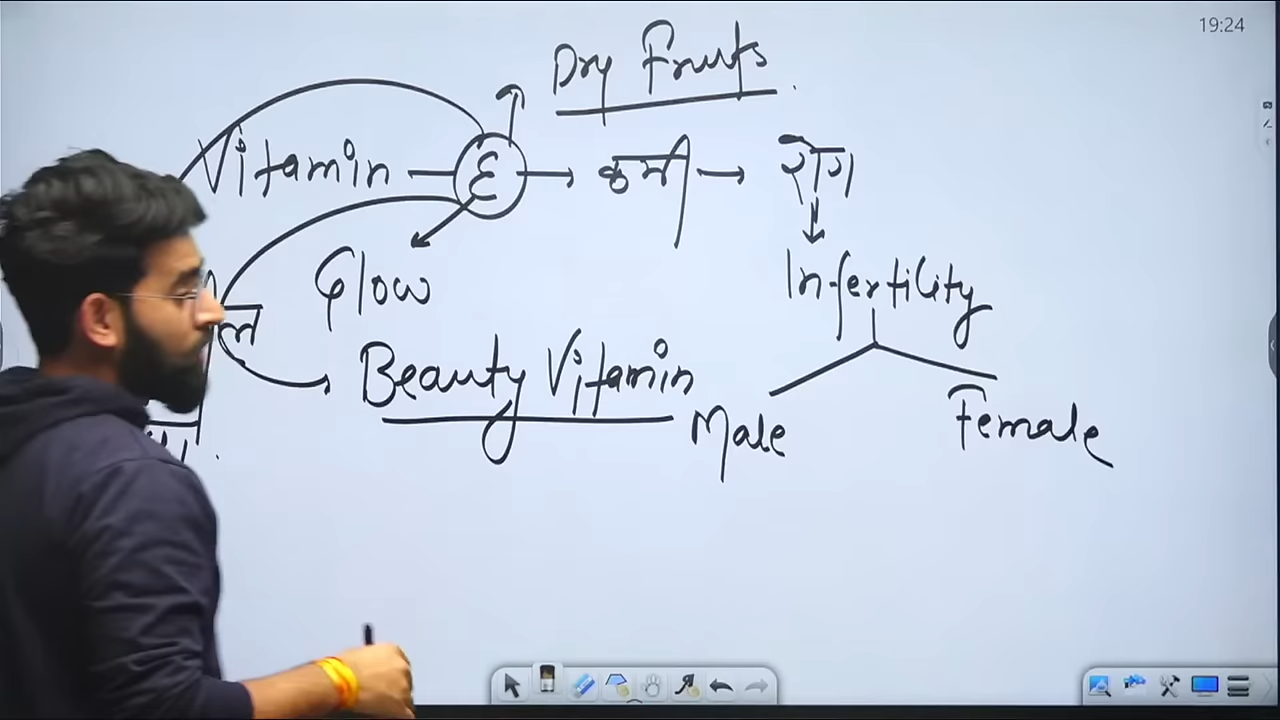 19:24
Dry Fruits
Vitamin — E → कमी → रोग
Glow
Infertility
Beauty Vitamin
Male
Female